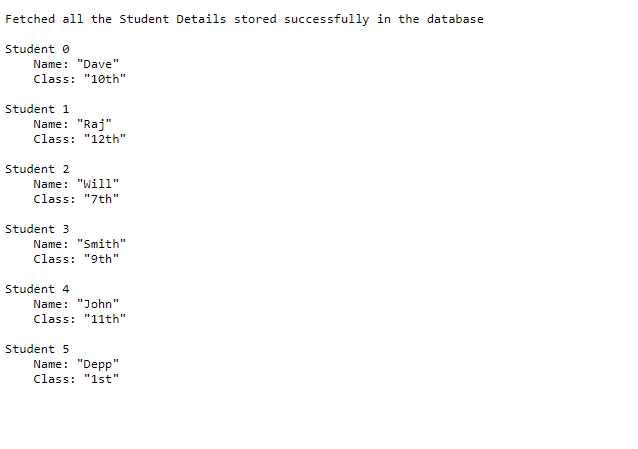 Fetched all the Student Details stored successfully in the database
Student 0
Name: "Dave"
Class: "10th"
Student 1
Name: "Raj"
Class: "12th"
Student 2
Name: "Will"
Class: "7th"
Student 3
Name: "Smith"
Class: "9th"
Student 4
Name: "John"
Class: "11th"
Student 5
Name: "Depp"
Class: "1st"